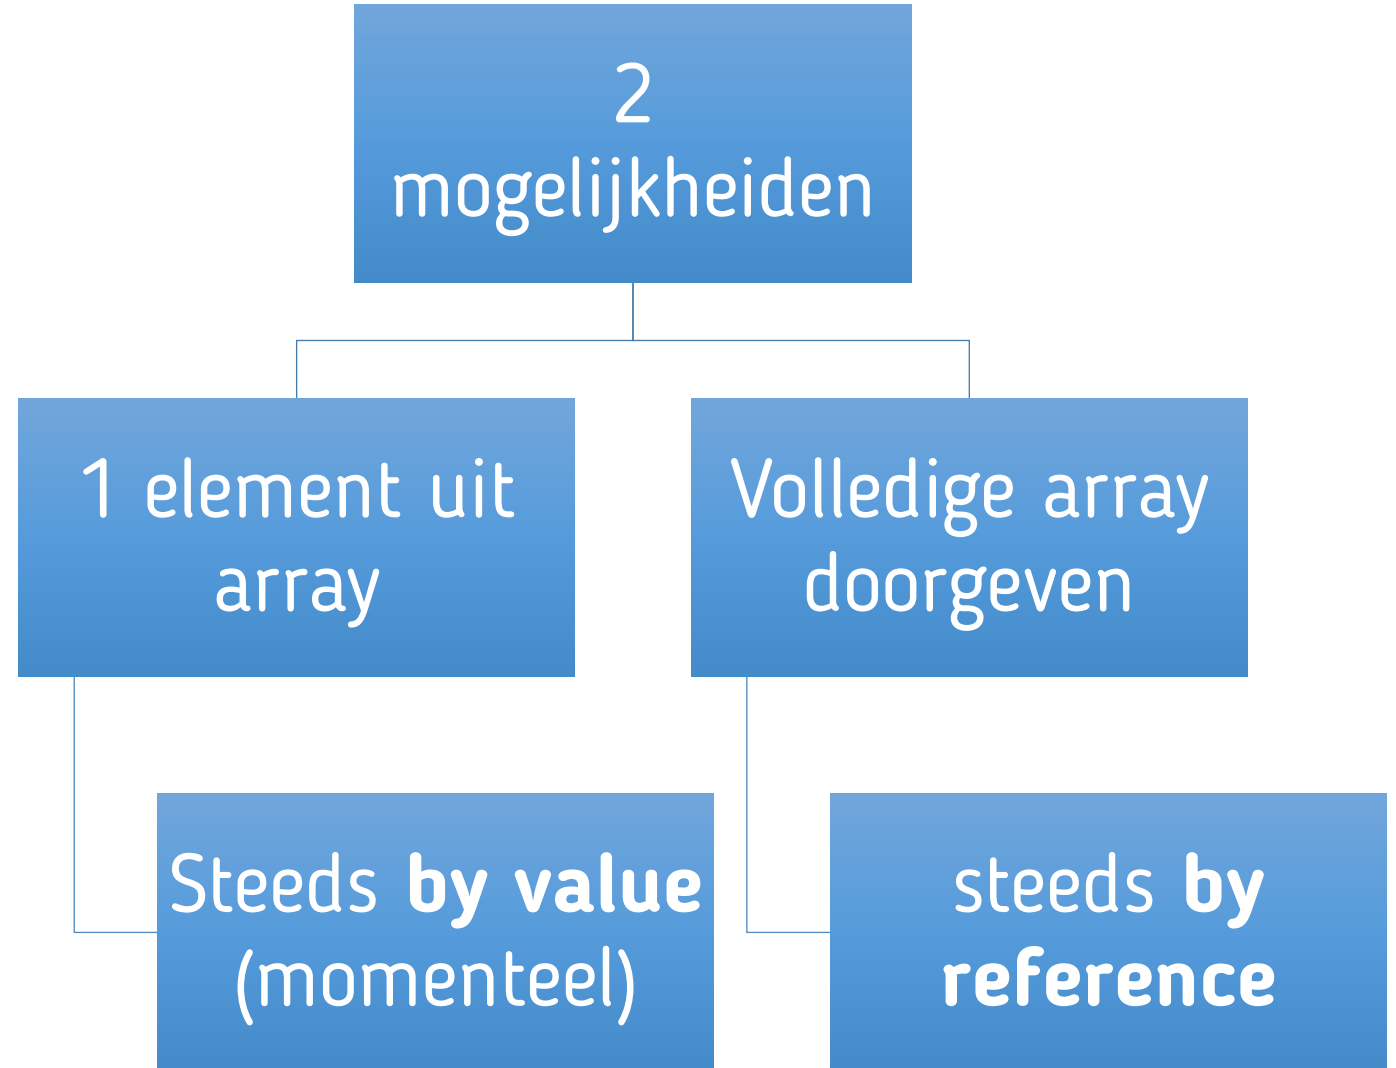 2
mogelijkheiden
1 element uit
array
Volledige array
doorgeven
Steeds by value
(momenteel)
steeds by
reference